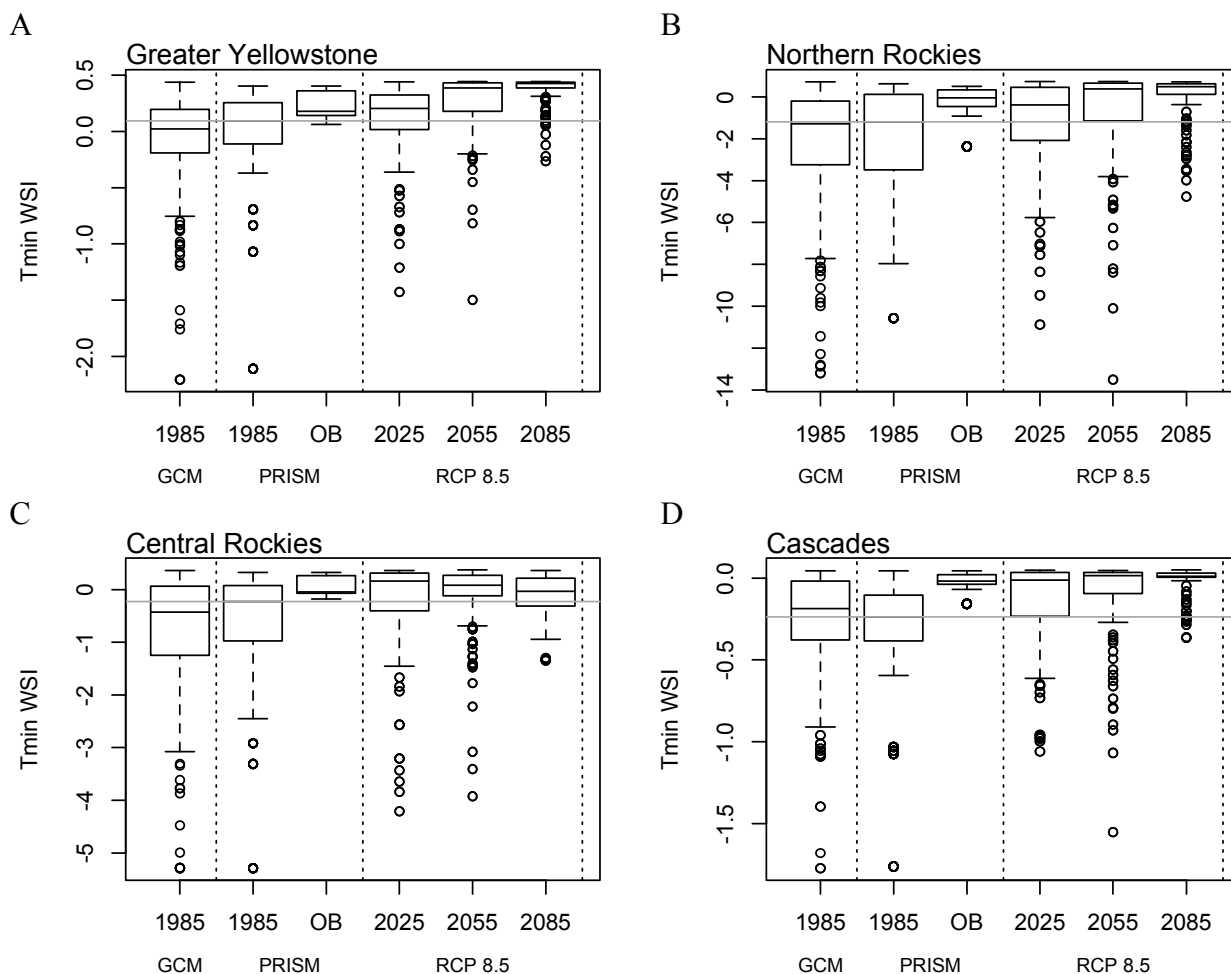 A
Greater Yellowstone
0.5
0.0
-1.0
-2.0
Tmin WSI
1985 1985 OB 2025 2055 2085
GCM PRISM RCP 8.5
B
Northern Rockies
0
-2
-6
-10
-14
Tmin WSI
1985 1985 OB 2025 2055 2085
GCM PRISM RCP 8.5
C
Central Rockies
0
-1
-2
-3
-4
-5
Tmin WSI
1985 1985 OB 2025 2055 2085
GCM PRISM RCP 8.5
D
Cascades
0.0
-0.5
-1.0
-1.5
Tmin WSI
1985 1985 OB 2025 2055 2085
GCM PRISM RCP 8.5